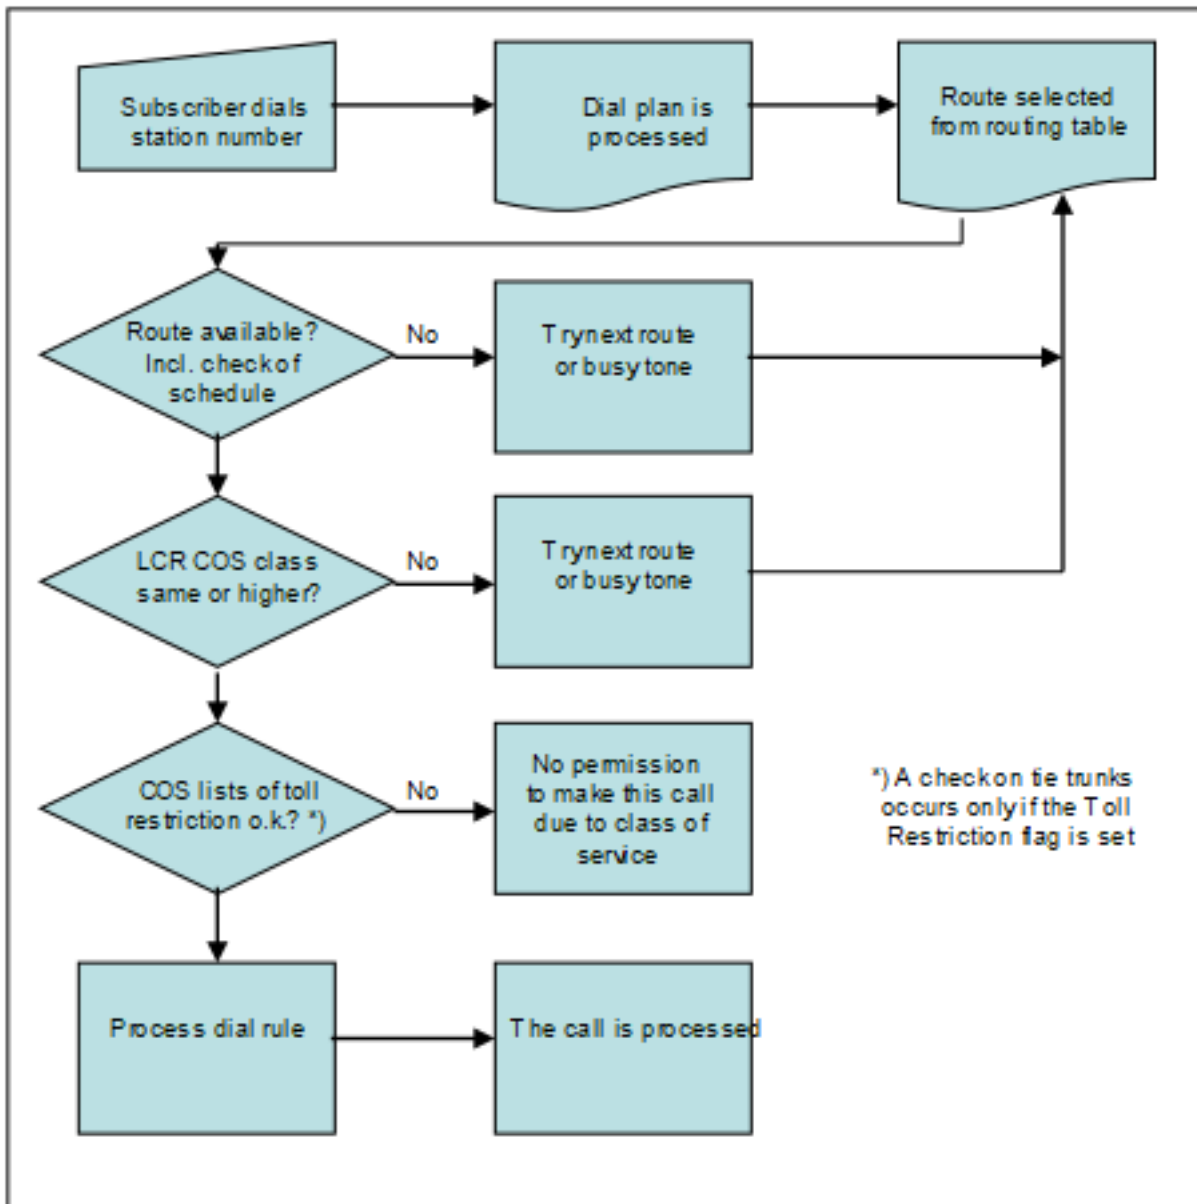 Subscriber dials
station number
Dial plan is
processed
Route selected
from routing table
Route available?
Incl. check of
schedule
No
Try next route
or busy tone
LCR COS class
same or higher?
No
Try next route
or busy tone
COS lists of toll
restriction o.k.? *)
No
No permission
to make this call
due to class of
service
*) A check on tie trunks
occurs only if the Toll
Restriction flag is set
Process dial rule
The call is processed